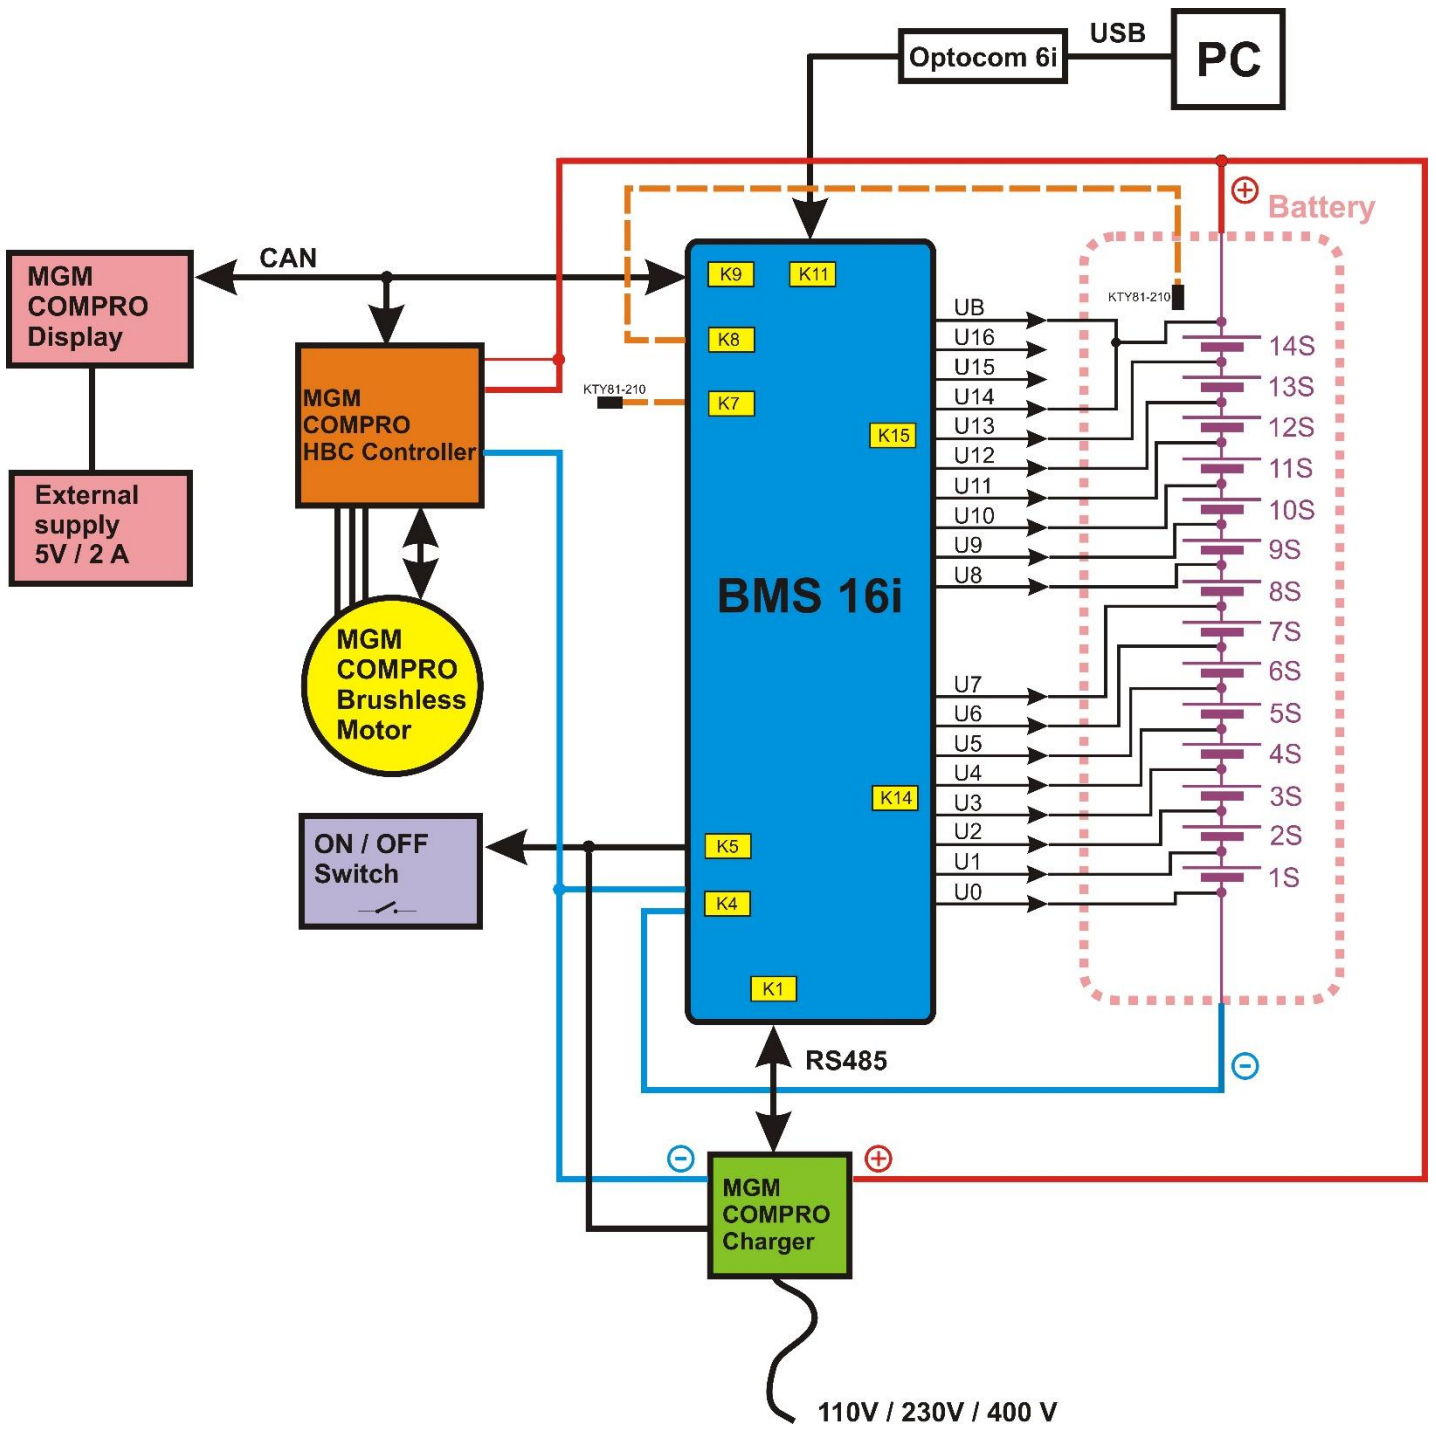 USB
Optocom 6i
PC
+
Battery
CAN
MGM
COMPRO
Display
K9
K11
KTY81-210
K8
KTY81-210
K7
MGM
COMPRO
HBC Controller
External
supply
5V / 2 A
K15
UB
U16
U15
U14
U13
U12
U11
U10
U9
U8
14S
13S
12S
11S
10S
9S
8S
BMS 16i
MGM
COMPRO
Brushless
Motor
U7
U6
U5
U4
U3
U2
U1
U0
7S
6S
5S
4S
3S
2S
1S
K14
ON / OFF
Switch
K5
K4
K1
RS485
-
-
+
MGM
COMPRO
Charger
110V / 230V / 400 V